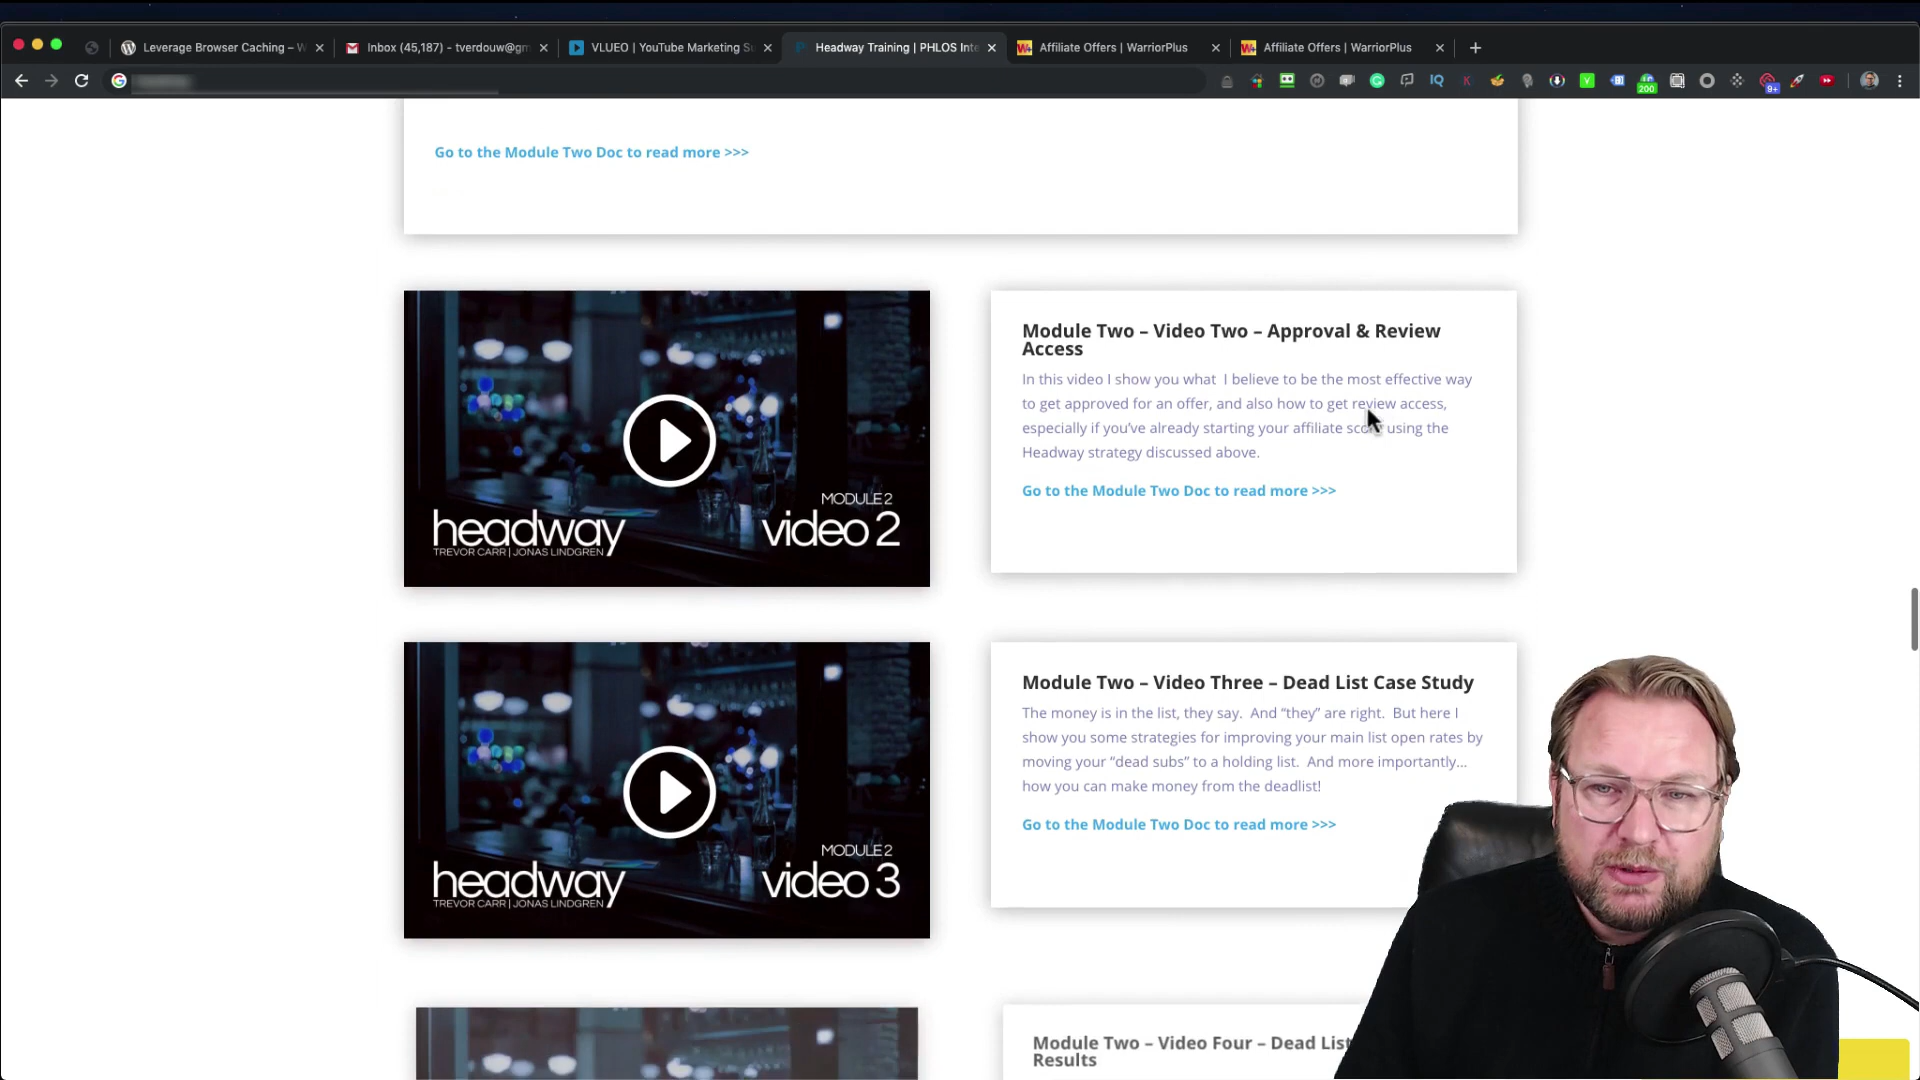 Leverage Browser Caching – W
Inbox (45,187) - tverdouw@gm
VLUEO | YouTube Marketing Su
Headway Training | PHLOS Inte
Affiliate Offers | WarriorPlus
Affiliate Offers | WarriorPlus
200
9+
Go to the Module Two Doc to read more >>>
MODULE 2
headway video 2
TREVOR CARR | JONAS LINDGREN
Module Two – Video Two – Approval & Review
Access
In this video I show you what I believe to be the most effective way
to get approved for an offer, and also how to get review access,
especially if you’ve already starting your affiliate score using the
Headway strategy discussed above.
Go to the Module Two Doc to read more >>>
MODULE 2
headway video 3
TREVOR CARR | JONAS LINDGREN
Module Two – Video Three – Dead List Case Study
The money is in the list, they say. And “they” are right. But here I
show you some strategies for improving your main list open rates by
moving your “dead subs” to a holding list. And more importantly...
how you can make money from the deadlist!
Go to the Module Two Doc to read more >>>
Module Two – Video Four – Dead List
Results